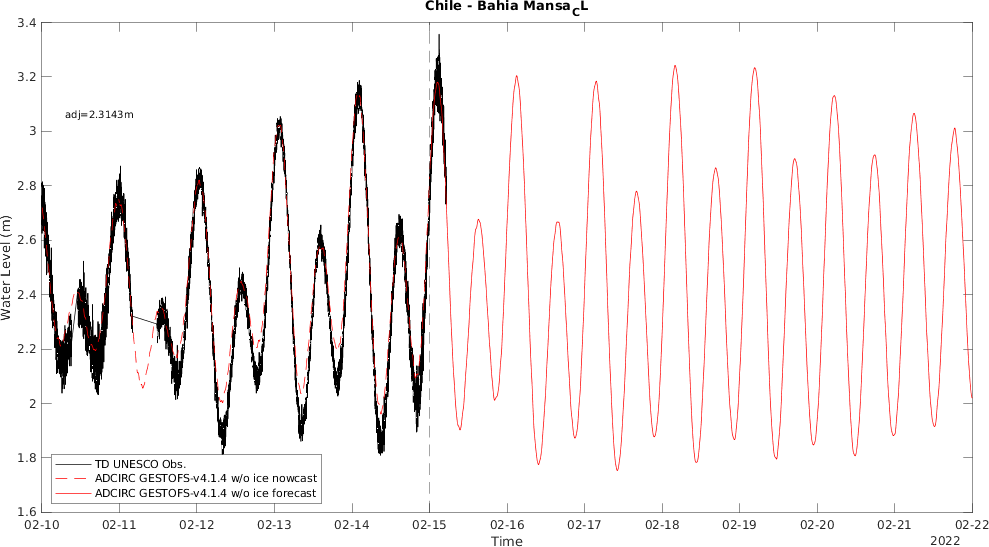 Chile - Bahia Mansa_CL
3.4
3.2
3
2.8
2.6
2.4
2.2
2
1.8
1.6
Water Level (m)
adj=2.3143m
TD UNESCO Obs.
ADCIRC GESTOFS-v4.1.4 w/o ice nowcast
ADCIRC GESTOFS-v4.1.4 w/o ice forecast
02-10 02-11 02-12 02-13 02-14 02-15 02-16 02-17 02-18 02-19 02-20 02-21 02-22
Time
2022